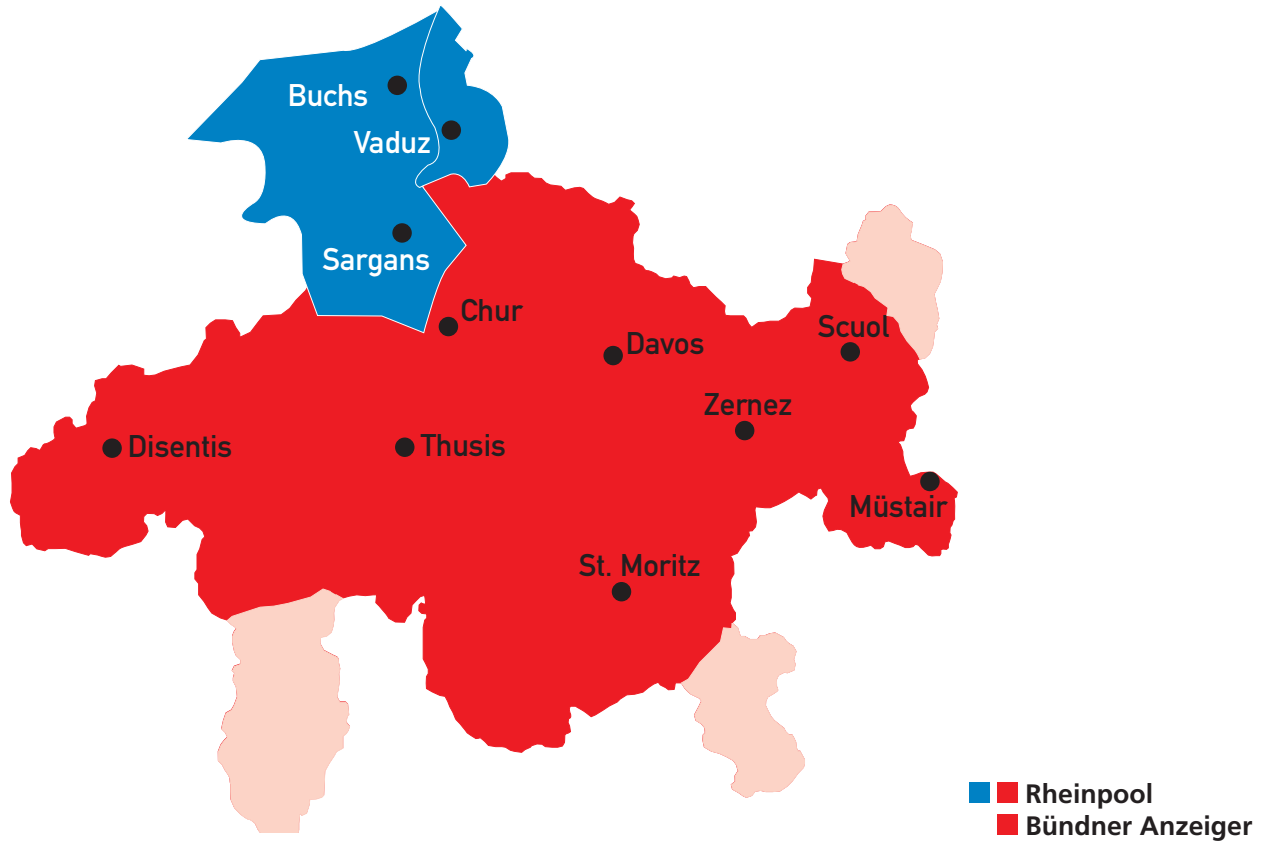 Buchs
Vaduz
Sargans
Chur
Scuol
Davos
Zernez
Disentis
Thusis
Müstair
St. Moritz
Rheinpool
Bündner Anzeiger